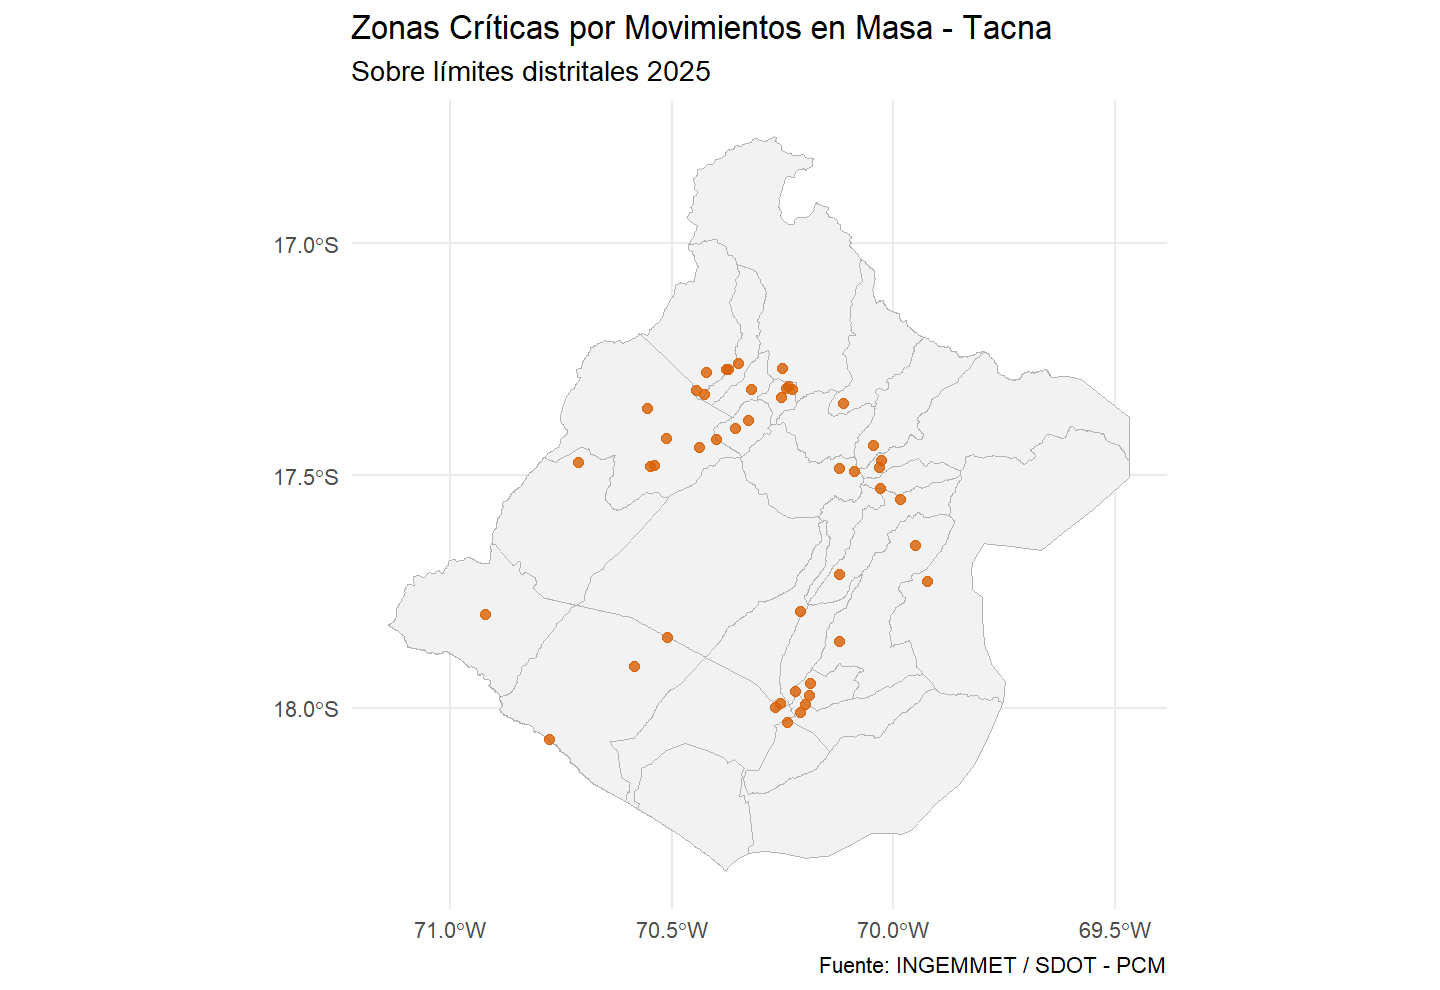 Zonas Críticas por Movimientos en Masa - Tacna
Sobre límites distritales 2025
17.0°S
17.5°S
18.0°S
71.0°W
70.5°W
70.0°W
69.5°W
Fuente: INGEMMET / SDOT - PCM